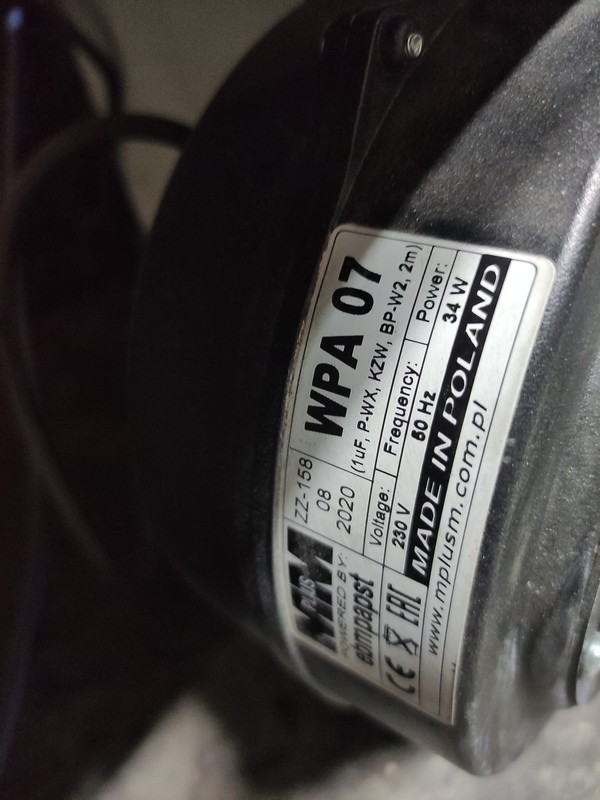 M PLUS M
POWERED BY:
ebmpapst
CE EAC
ZZ-158
08
2020
WPA 07
(1uF, P-WX, KZW, BP-W2, 2m)
Voltage:
230 V
Frequency:
50 Hz
Power:
34 W
MADE IN POLAND
www.mplusm.com.pl